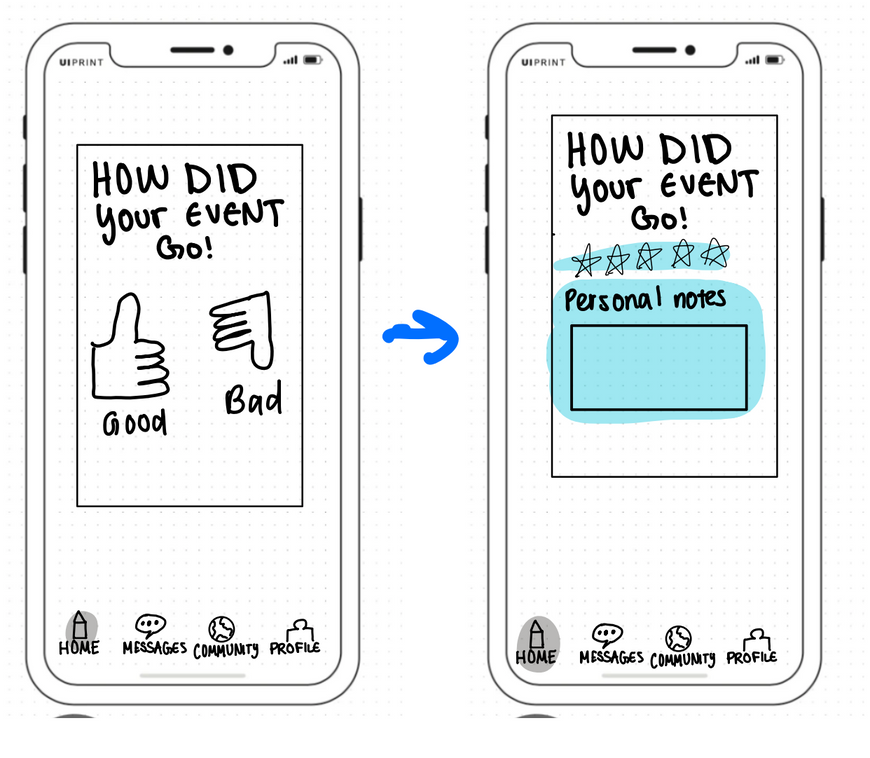 UIPRINT
HOW DID
your EVENT
Go!
Good
Bad
HOME
MESSAGES
COMMUNITY
PROFILE
UIPRINT
HOW DID
your EVENT
Go!
Personal notes
HOME
MESSAGES
COMMUNITY
PROFILE